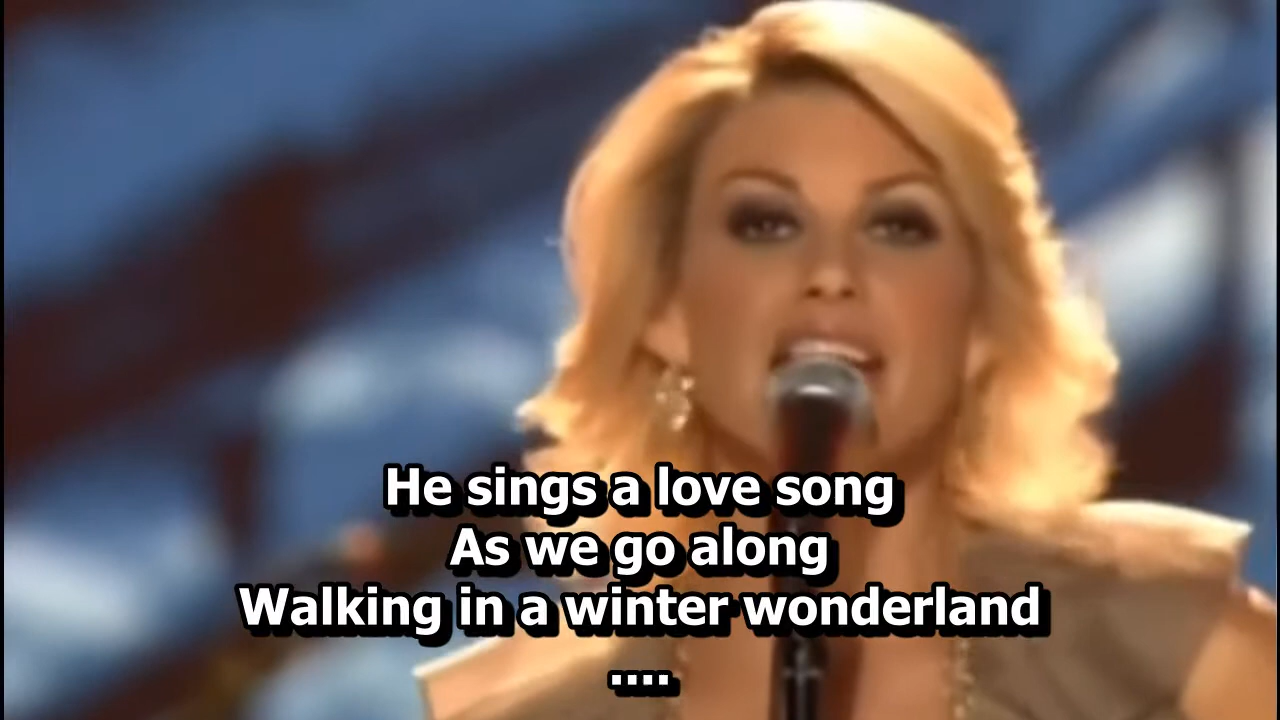 He sings a love song
As we go along
Walking in a winter wonderland
....